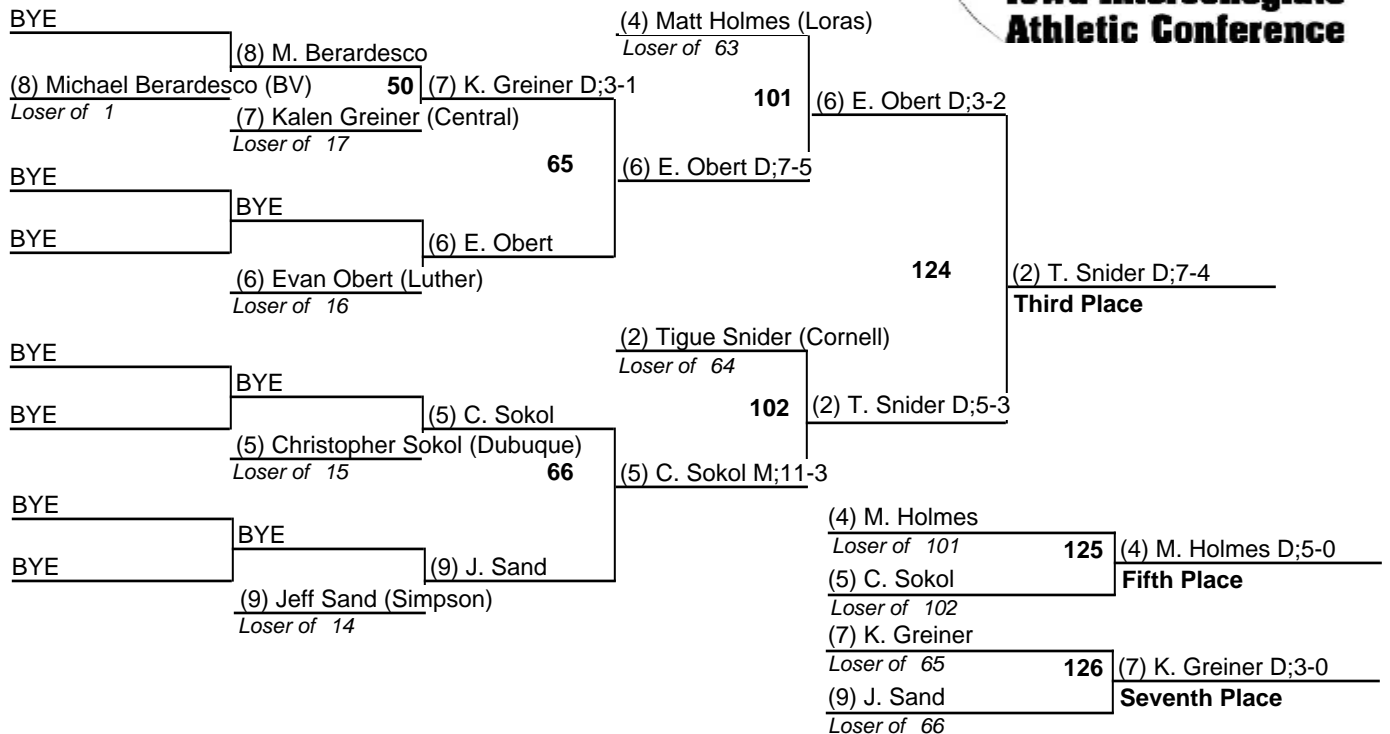 Athletic Conference
BYE
(8) M. Berardesco
(8) Michael Berardesco (BV)
Loser of 1
50
(7) K. Greiner D;3-1
(7) Kalen Greiner (Central)
Loser of 17
BYE
BYE
BYE
(6) E. Obert
(6) Evan Obert (Luther)
Loser of 16
65
(4) Matt Holmes (Loras)
Loser of 63
101
(6) E. Obert D;3-2
(6) E. Obert D;7-5
124
(2) T. Snider D;7-4
Third Place
BYE
BYE
BYE
(5) C. Sokol
(5) Christopher Sokol (Dubuque)
Loser of 15
66
BYE
BYE
BYE
(9) J. Sand
(9) Jeff Sand (Simpson)
Loser of 14
(2) Tigue Snider (Cornell)
Loser of 64
102
(2) T. Snider D;5-3
(5) C. Sokol M;11-3
(4) M. Holmes
Loser of 101
125
(4) M. Holmes D;5-0
(5) C. Sokol
Fifth Place
Loser of 102
(7) K. Greiner
Loser of 65
126
(7) K. Greiner D;3-0
(9) J. Sand
Seventh Place
Loser of 66